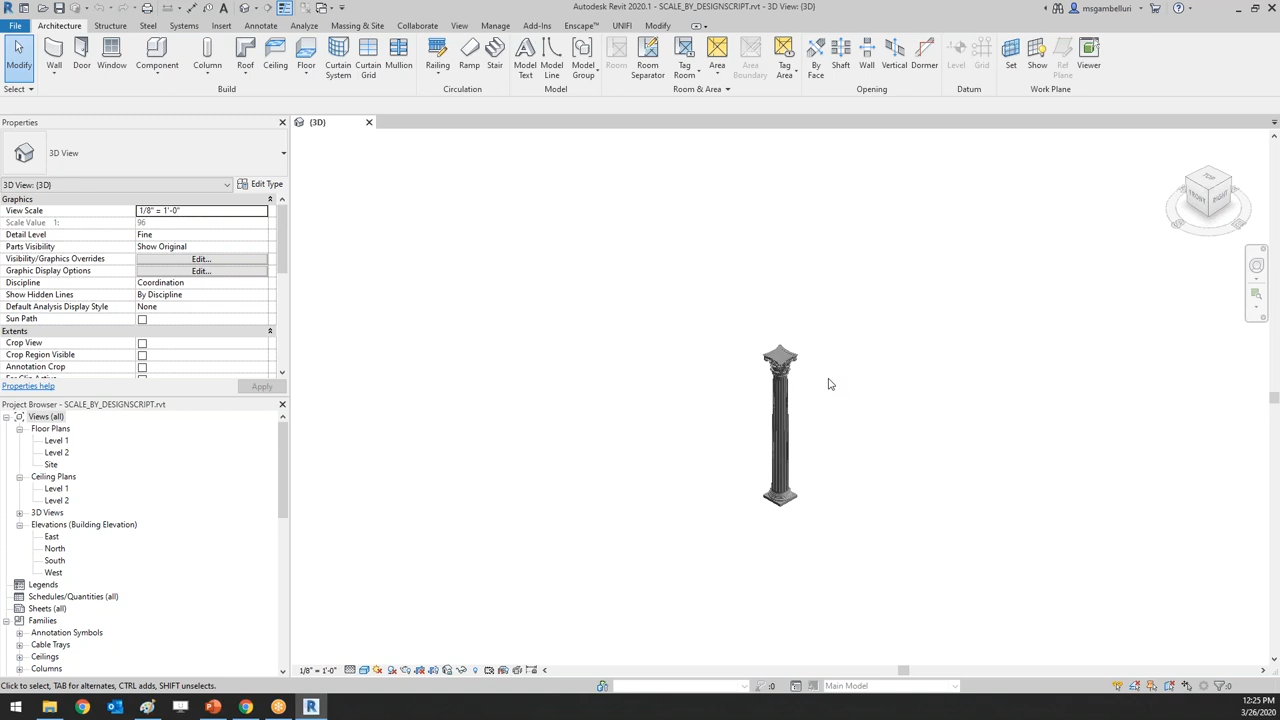 Autodesk Revit 2020.1 - SCALE_BY_DESIGNSCRIPT.rvt - 3D View: {3D}
msgambelluri
File Architecture Structure Steel Systems Insert Annotate Analyze Massing & Site Collaborate View Manage Add-Ins Enscape™ UNIFI Modify
Modify Wall Door Window Component Column Roof Ceiling Floor Curtain System Curtain Grid Mullion Railing Ramp Stair Model Text Model Line Model Group Room Room Separator Tag Room Area Area Boundary Tag Area By Face Shaft Wall Vertical Dormer Level Grid Set Show Ref Plane Viewer
Select Build Circulation Model Room & Area Opening Datum Work Plane
Properties
{3D}
3D View
3D View: {3D} Edit Type
Graphics
View Scale 1/8" = 1'-0"
Scale Value 1: 96
Detail Level Fine
Parts Visibility Show Original
Visibility/Graphics Overrides Edit...
Graphic Display Options Edit...
Discipline Coordination
Show Hidden Lines By Discipline
Default Analysis Display Style None
Sun Path
Extents
Crop View
Crop Region Visible
Annotation Crop
Properties help Apply
Project Browser - SCALE_BY_DESIGNSCRIPT.rvt
Views (all)
Floor Plans
Level 1
Level 2
Site
Ceiling Plans
Level 1
Level 2
3D Views
Elevations (Building Elevation)
East
North
South
West
Legends
Schedules/Quantities (all)
Sheets (all)
Families
Annotation Symbols
Cable Trays
Ceilings
Columns
TOP
FRONT
RIGHT
1/8" = 1'-0"
Click to select, TAB for alternates, CTRL adds, SHIFT unselects.
:0
Main Model
:0
12:25 PM
3/26/2020